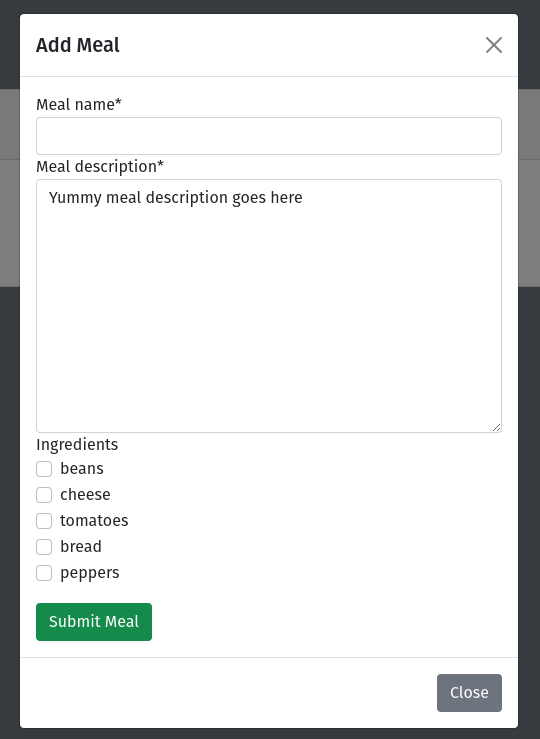 Add Meal
Meal name*
Meal description*
Yummy meal description goes here
Ingredients
beans
cheese
tomatoes
bread
peppers
Submit Meal
Close